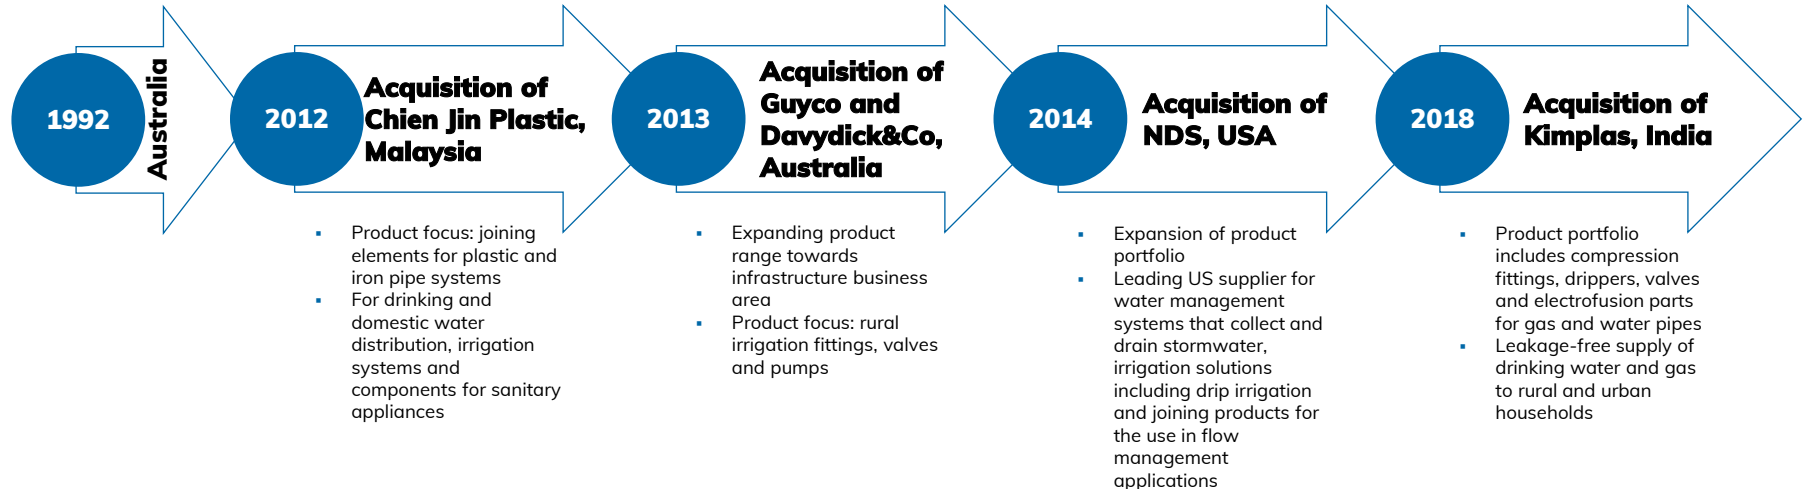 1992
Australia
2012
Acquisition of
Chien Jin Plastic,
Malaysia
▪ Product focus: joining
elements for plastic and
iron pipe systems
▪ For drinking and
domestic water
distribution, irrigation
systems and
components for sanitary
appliances
2013
Acquisition of
Guyco and
Davydick&Co,
Australia
▪ Expanding product
range towards
infrastructure business
area
▪ Product focus: rural
irrigation fittings, valves
and pumps
2014
Acquisition of
NDS, USA
▪ Expansion of product
portfolio
▪ Leading US supplier for
water management
systems that collect and
drain stormwater,
irrigation solutions
including drip irrigation
and joining products for
the use in flow
management
applications
2018
Acquisition of
Kimplas, India
▪ Product portfolio
includes compression
fittings, drippers, valves
and electrofusion parts
for gas and water pipes
▪ Leakage-free supply of
drinking water and gas
to rural and urban
households